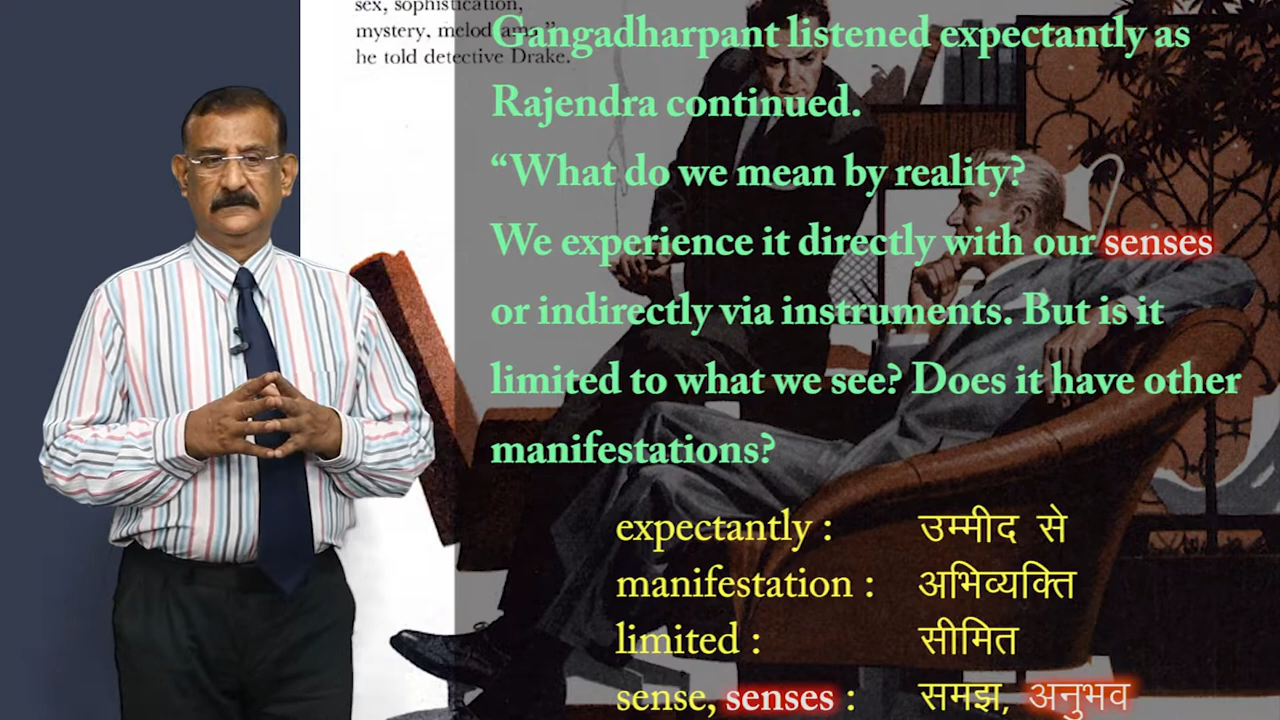 sex, sophistication,
mystery, melodrama,”
he told detective Drake.
Gangadharpant listened expectantly as
Rajendra continued.
“What do we mean by reality?
We experience it directly with our senses
or indirectly via instruments. But is it
limited to what we see? Does it have other
manifestations?
expectantly : उम्मीद से
manifestation : अभिव्यक्ति
limited : सीमित
sense, senses : समझ, अनुभव